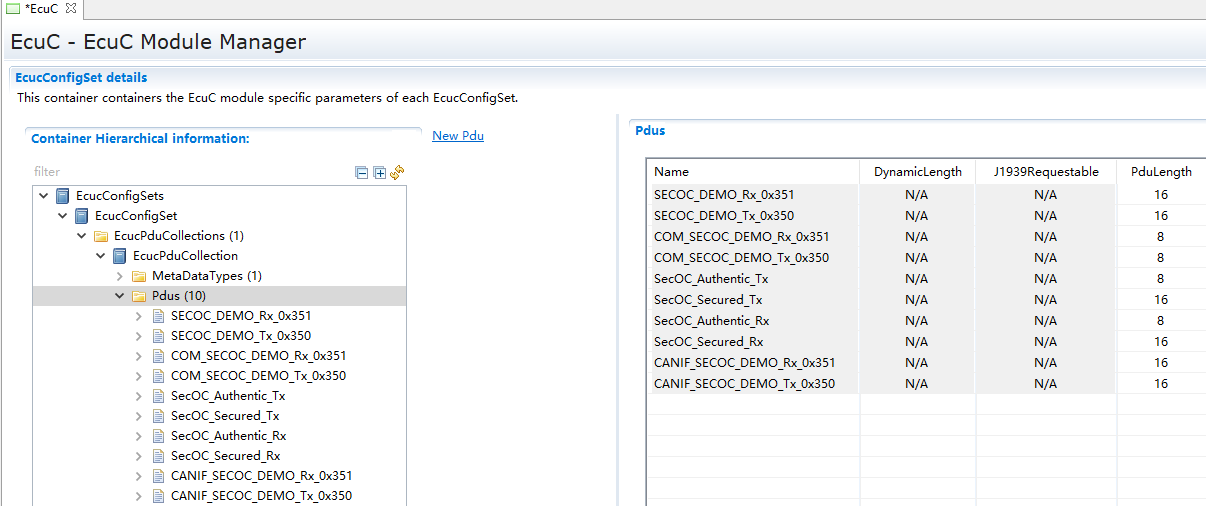 *EcuC
EcuC - EcuC Module Manager
EcucConfigSet details
This container containers the EcuC module specific parameters of each EcucConfigSet.
Container Hierarchical information:
New Pdu
filter
EcucConfigSets
EcucConfigSet
EcucPduCollections (1)
EcucPduCollection
MetaDataTypes (1)
Pdus (10)
SECOC_DEMO_Rx_0x351
SECOC_DEMO_Tx_0x350
COM_SECOC_DEMO_Rx_0x351
COM_SECOC_DEMO_Tx_0x350
SecOC_Authentic_Tx
SecOC_Secured_Tx
SecOC_Authentic_Rx
SecOC_Secured_Rx
CANIF_SECOC_DEMO_Rx_0x351
CANIF_SECOC_DEMO_Tx_0x350
Pdus
Name DynamicLength J1939Requestable PduLength
SECOC_DEMO_Rx_0x351 N/A N/A 16
SECOC_DEMO_Tx_0x350 N/A N/A 16
COM_SECOC_DEMO_Rx_0x351 N/A N/A 8
COM_SECOC_DEMO_Tx_0x350 N/A N/A 8
SecOC_Authentic_Tx N/A N/A 8
SecOC_Secured_Tx N/A N/A 16
SecOC_Authentic_Rx N/A N/A 8
SecOC_Secured_Rx N/A N/A 16
CANIF_SECOC_DEMO_Rx_0x351 N/A N/A 16
CANIF_SECOC_DEMO_Tx_0x350 N/A N/A 16